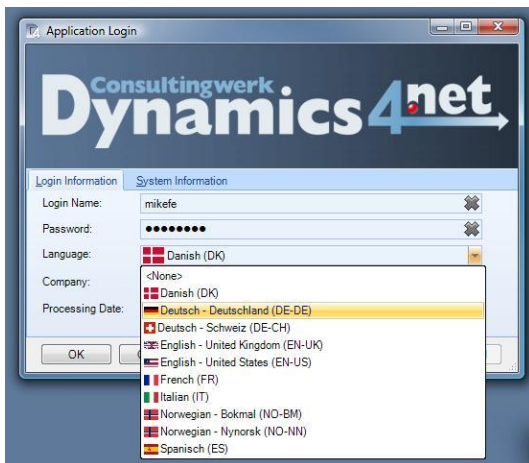 Application Login
Consultingwerk
Dynamics4.net
Login Information System Information
Login Name: mikefe
Password: ●●●●●●●●
Language: Danish (DK)
Company:
Processing Date:
<None>
Danish (DK)
Deutsch - Deutschland (DE-DE)
Deutsch - Schweiz (DE-CH)
English - United Kingdom (EN-UK)
English - United States (EN-US)
French (FR)
Italian (IT)
Norwegian - Bokmal (NO-BM)
Norwegian - Nynorsk (NO-NN)
Spanisch (ES)
OK